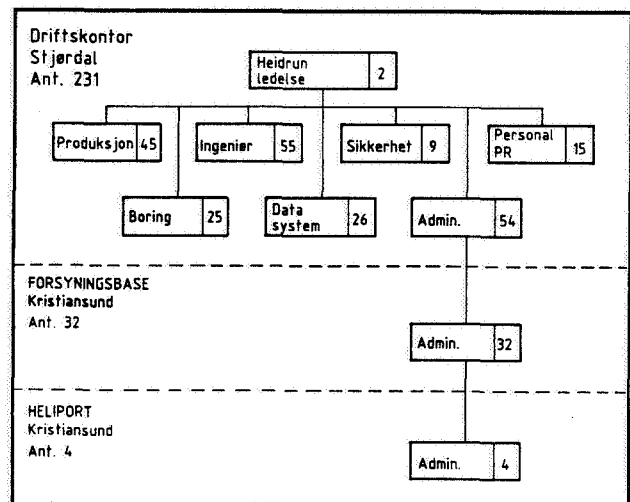 Driftskontor
Stjørdal
Ant. 231
Heidrun
ledelse
2
Produksjon 45
Ingeniør 55
Sikkerhet 9
Personal
PR
15
Boring 25
Data
system
26
Admin. 54
FORSYNINGSBASE
Kristiansund
Ant. 32
Admin. 32
HELIPORT
Kristiansund
Ant. 4
Admin. 4